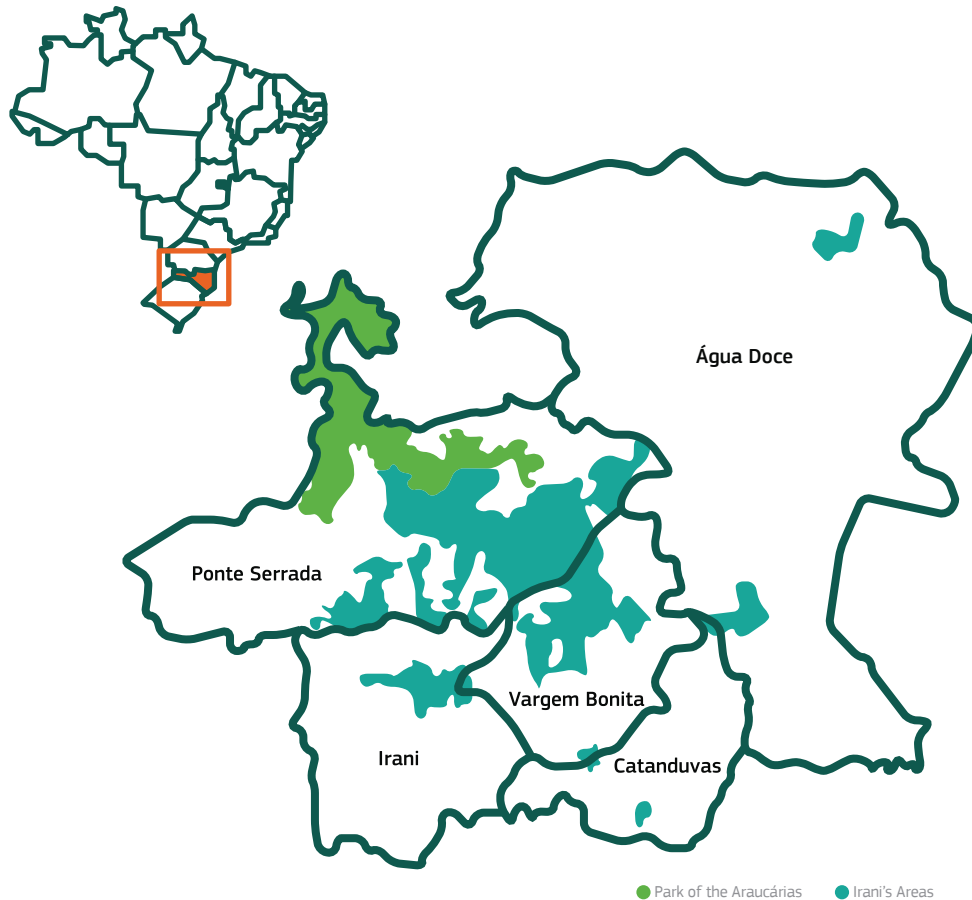 Água Doce
Ponte Serrada
Vargem Bonita
Irani
Catanduvas
Park of the Araucárias
Irani's Areas